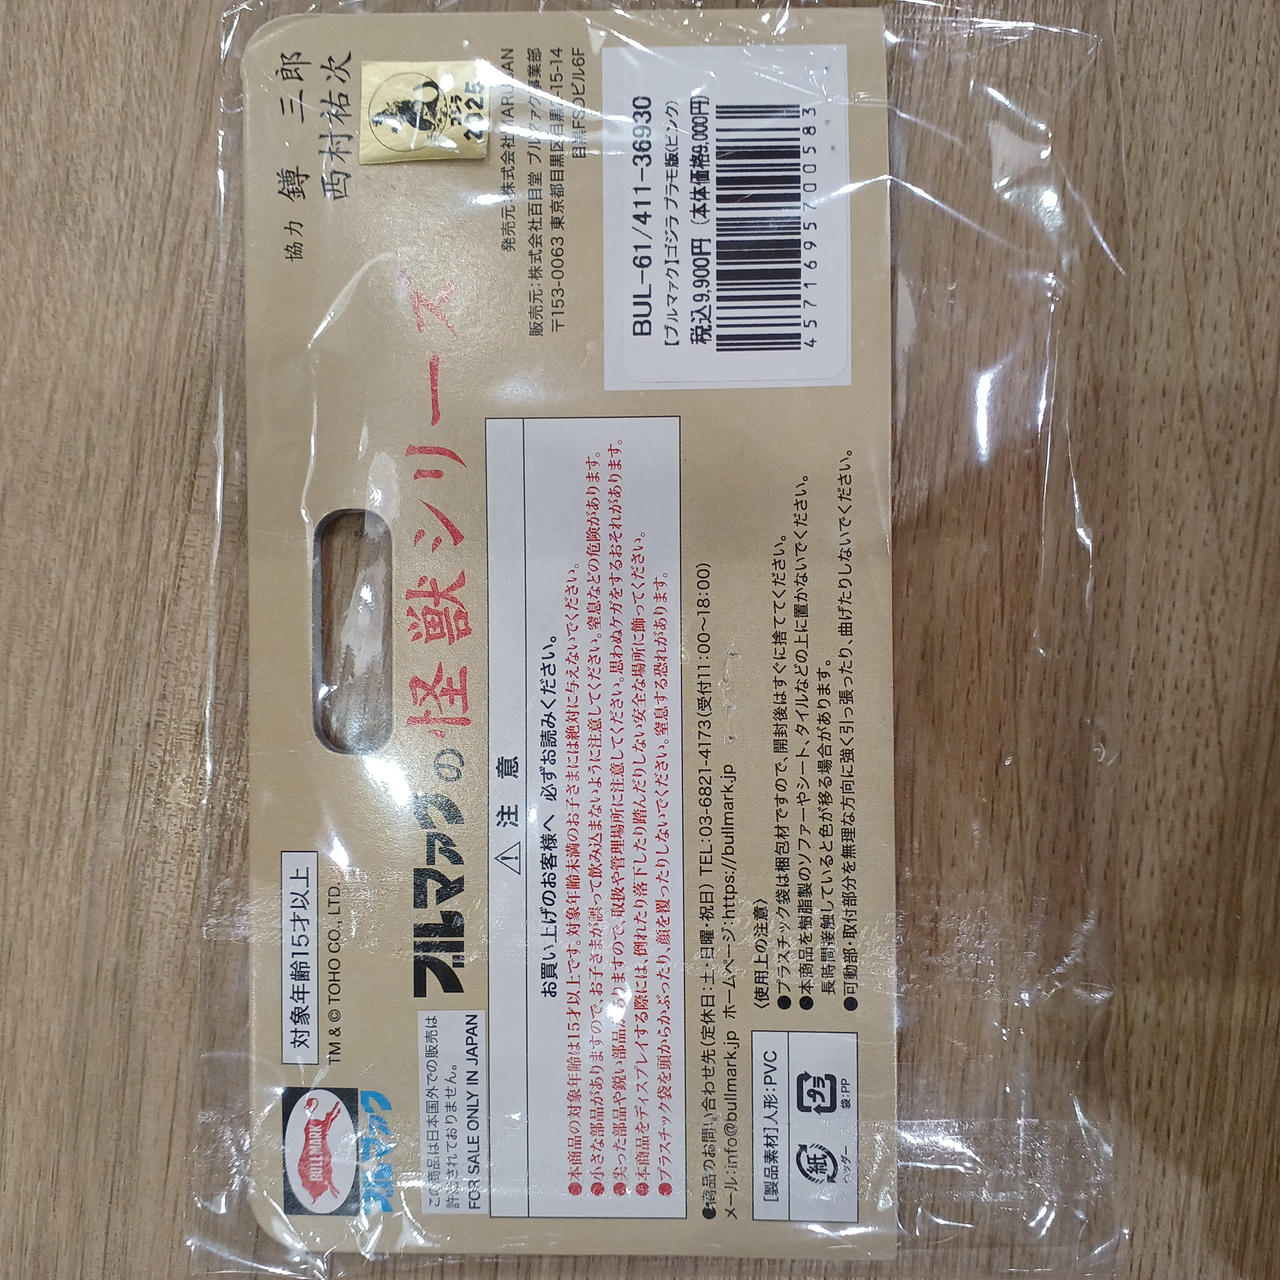 BULLMARK
ブルマァク
対象年齢15才以上
TM & © TOHO CO., LTD.
協力
鐏 三郎
西村祐次
ゴジラ
2025
この商品は日本国外での販売は
許可されておりません。
FOR SALE ONLY IN JAPAN
ブルマァクの怪獣シリーズ
発売元:株式会社MARUSAN
販売元:株式会社百目堂 ブルマァク事業部
〒153-0063 東京都目黒区目黒2-15-14
目黒FSDビル6F
⚠ 注 意
お買い上げのお客様へ 必ずお読みください。
●本商品の対象年齢は15才以上です。対象年齢未満のお子さまには絶対に与えないでください。
●小さな部品がありますので、お子さまが誤って飲み込まないように注意してください。窒息などの危険があります。
●尖った部品や鋭い部品がありますので、取扱や管理場所に注意してください。思わぬケガをするおそれがあります。
●本商品をディスプレイする際には、倒れたり落下したり踏んだりしない安全な場所に飾ってください。
●プラスチック袋を頭からかぶったり、顔を覆ったりしないでください。窒息する恐れがあります。
BUL-61/411-36930
【ブルマァク】ゴジラ プラモ版(ピンク)
税込9,900円 (本体価格9,000円)
4571695700583
●商品のお問い合わせ先(定休日:土・日曜・祝日) TEL:03-6821-4173(受付11:00～18:00)
メール:info@bullmark.jp ホームページ:https://bullmark.jp
[製品素材]人形:PVC
紙
ヘッダー
プラ
袋:PP
〈使用上の注意〉
●プラスチック袋は梱包材ですので、開封後はすぐに捨ててください。
●本商品を樹脂製のソファーやシート、タイルなどの上に置かないでください。
長時間接触していると色が移る場合があります。
●可動部・取付部分を無理な方向に強く引っ張ったり、曲げたりしないでください。